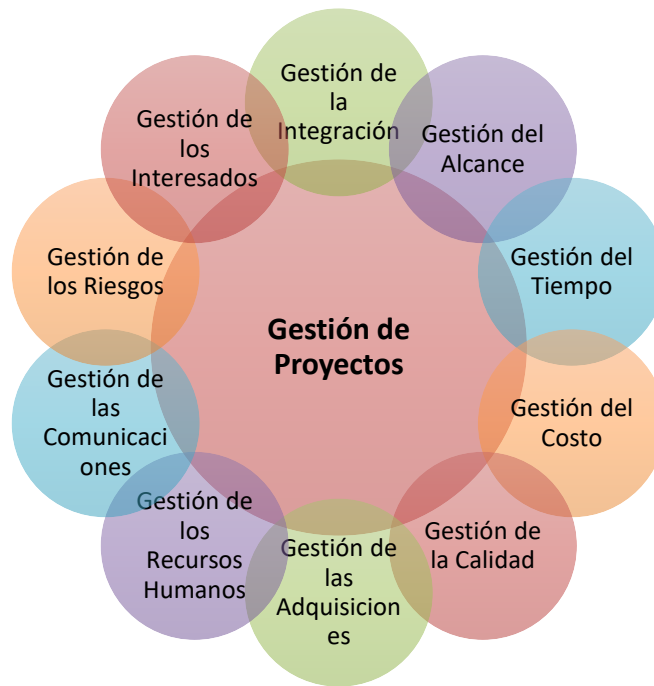 Gestión de
la
Integración
Gestión del
Alcance
Gestión del
Tiempo
Gestión del
Costo
Gestión de
la Calidad
Gestión de
las
Adquisicion
es
Gestión de
los
Recursos
Humanos
Gestión de
las
Comunicaci
ones
Gestión de
los Riesgos
Gestión de
los
Interesados
Gestión de
Proyectos